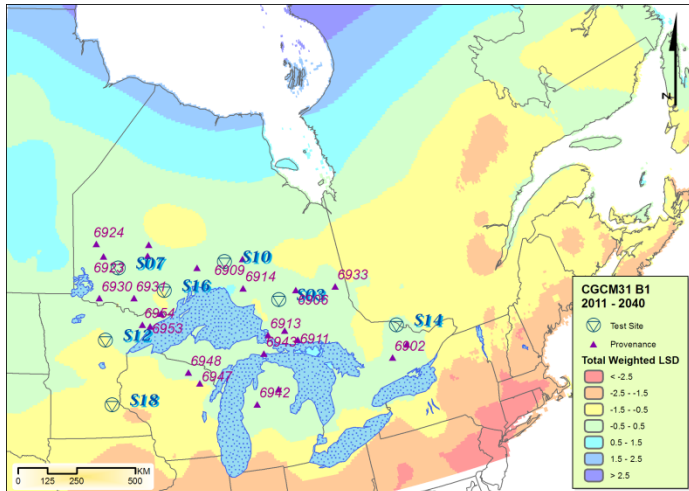 6924
S07
6923
S10
6909
6914
6933
6930
6931
S16
S03
6906
6964
6953
S12
6913
6911
6943
S14
6902
6948
6947
6942
S18
Z
CGCM31 B1
2011 - 2040
Test Site
Provenance
Total Weighted LSD
< -2.5
-2.5 - -1.5
-1.5 - -0.5
-0.5 - 0.5
0.5 - 1.5
1.5 - 2.5
> 2.5
KM
0 125 250 500